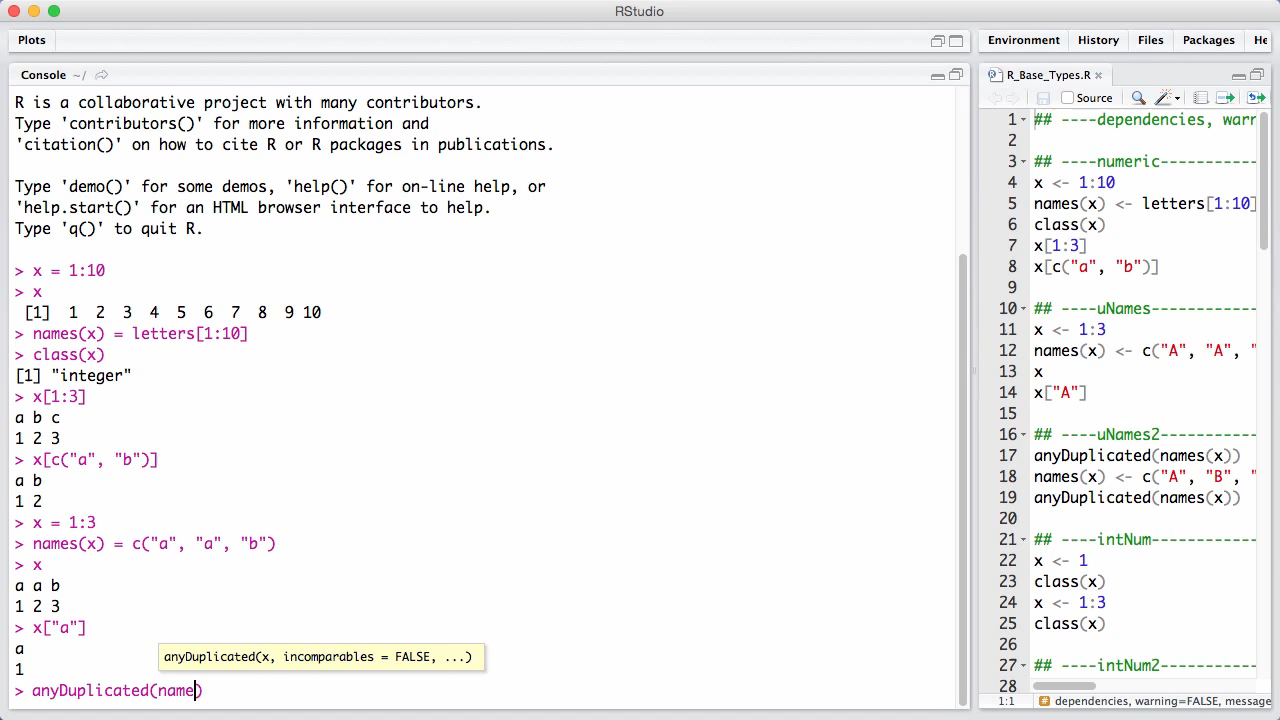 RStudio
Plots
Console ~/
R is a collaborative project with many contributors.
Type 'contributors()' for more information and
'citation()' on how to cite R or R packages in publications.
Type 'demo()' for some demos, 'help()' for on-line help, or
'help.start()' for an HTML browser interface to help.
Type 'q()' to quit R.
> x = 1:10
> x
[1] 1 2 3 4 5 6 7 8 9 10
> names(x) = letters[1:10]
> class(x)
[1] "integer"
> x[1:3]
a b c
1 2 3
> x[c("a", "b")]
a b
1 2
> x = 1:3
> names(x) = c("a", "a", "b")
> x
a a b
1 2 3
> x["a"]
a
1
anyDuplicated(x, incomparables = FALSE, ...)
> anyDuplicated(name)
Environment History Files Packages He
R_Base_Types.R
Source
1 ## ----dependencies, warr
2
3 ## ----numeric-----------
4 x <- 1:10
5 names(x) <- letters[1:10]
6 class(x)
7 x[1:3]
8 x[c("a", "b")]
9
10 ## ----uNames------------
11 x <- 1:3
12 names(x) <- c("A", "A", "
13 x
14 x["A"]
15
16 ## ----uNames2-----------
17 anyDuplicated(names(x))
18 names(x) <- c("A", "B", "
19 anyDuplicated(names(x))
20
21 ## ----intNum------------
22 x <- 1
23 class(x)
24 x <- 1:3
25 class(x)
26
27 ## ----intNum2-----------
28
1:1 # dependencies, warning=FALSE, message